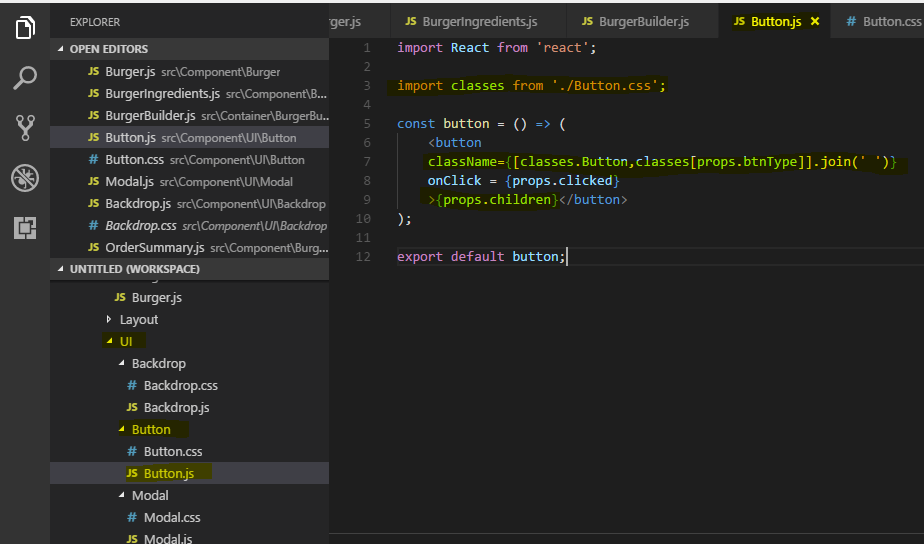 EXPLORER
OPEN EDITORS
JS Burger.js src\Component\Burger
JS BurgerIngredients.js src\Component\B...
JS BurgerBuilder.js src\Container\BurgerBu...
JS Button.js src\Component\UI\Button
# Button.css src\Component\UI\Button
JS Modal.js src\Component\UI\Modal
JS Backdrop.js src\Component\UI\Backdrop
# Backdrop.css src\Component\UI\Backdrop
JS OrderSummary.js src\Component\Burg...
UNTITLED (WORKSPACE)
JS Burger.js
Layout
UI
Backdrop
# Backdrop.css
JS Backdrop.js
Button
# Button.css
JS Button.js
Modal
# Modal.css
JS Modal.js
rger.js JS BurgerIngredients.js JS BurgerBuilder.js JS Button.js × # Button.css
1 import React from 'react';
2
3 import classes from './Button.css';
4
5 const button = () => (
6 <button
7 className={[classes.Button,classes[props.btnType]].join(' ')}
8 onClick = {props.clicked}
9 >{props.children}</button>
10 );
11
12 export default button;